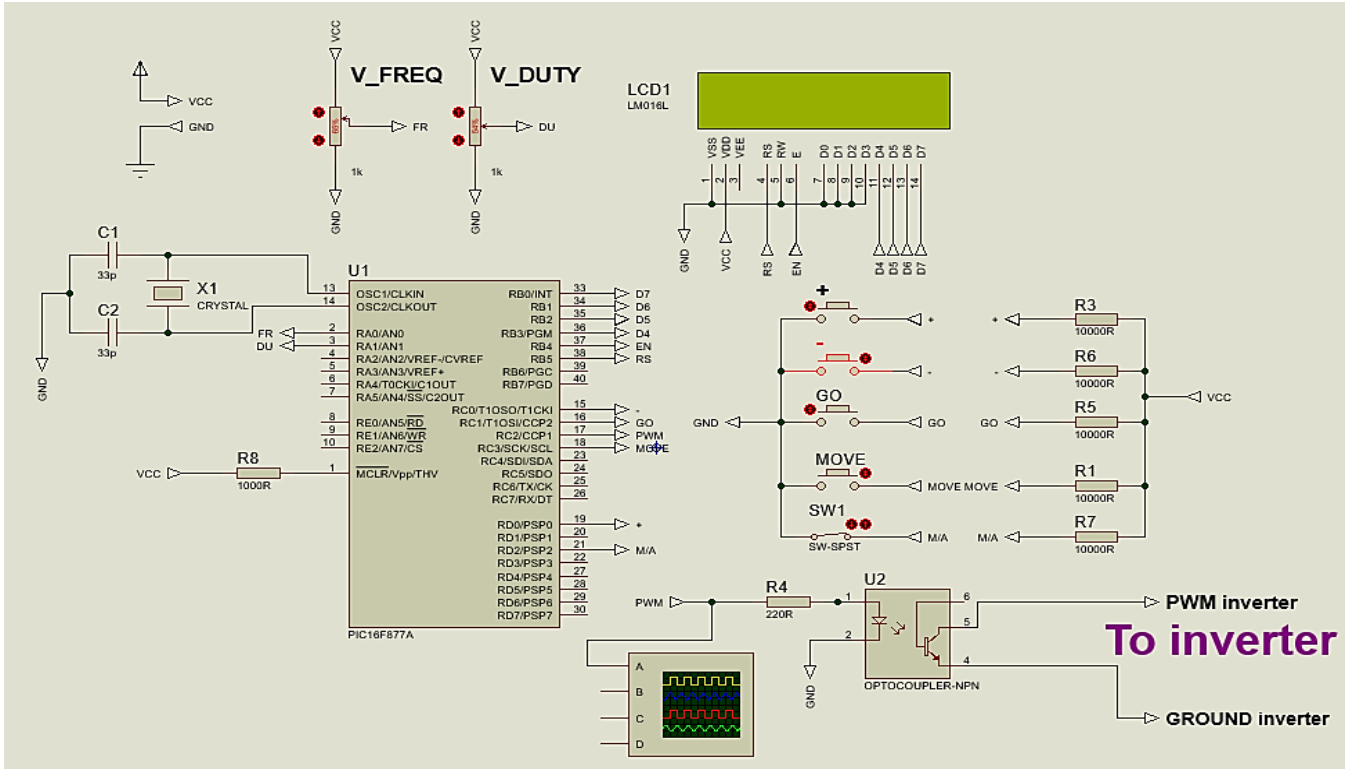 VCC
VCC
V_FREQ
V_DUTY
VCC
GND
66%
FR
54%
DU
1k
1k
GND
GND
LCD1
LM016L
VSS VDD VEE RS RW E D0 D1 D2 D3 D4 D5 D6 D7
1 2 3 4 5 6 7 8 9 10 11 12 13 14
GND
VCC
RS
EN
D4 D5 D6 D7
C1
33p
X1
CRYSTAL
C2
33p
GND
FR
DU
U1
13 OSC1/CLKIN
14 OSC2/CLKOUT
2 RA0/AN0
3 RA1/AN1
4 RA2/AN2/VREF-/CVREF
5 RA3/AN3/VREF+
6 RA4/T0CKI/C1OUT
7 RA5/AN4/SS/C2OUT
8 RE0/AN5/RD
9 RE1/AN6/WR
10 RE2/AN7/CS
1 MCLR/Vpp/THV
RB0/INT 33 D7
RB1 34 D6
RB2 35 D5
RB3/PGM 36 D4
RB4 37 EN
RB5 38 RS
RB6/PGC 39
RB7/PGD 40
RC0/T1OSO/T1CKI 15 -
RC1/T1OSI/CCP2 16 GO
RC2/CCP1 17 PWM
RC3/SCK/SCL 18 MOVE
RC4/SDI/SDA 23
RC5/SDO 24
RC6/TX/CK 25
RC7/RX/DT 26
RD0/PSP0 19 +
RD1/PSP1 20
RD2/PSP2 21 M/A
RD3/PSP3 22
RD4/PSP4 27
RD5/PSP5 28
RD6/PSP6 29
RD7/PSP7 30
PIC16F877A
VCC
R8
1000R
+
+ + R3
10000R
-
- - R6
10000R
GO
GND GO GO R5
10000R
VCC
MOVE
MOVE MOVE R1
10000R
SW1
SW-SPST
M/A M/A R7
10000R
PWM
R4
220R
U2
1
2
6
5
4
GND
OPTOCOUPLER-NPN
PWM inverter
To inverter
GROUND inverter
A
B
C
D